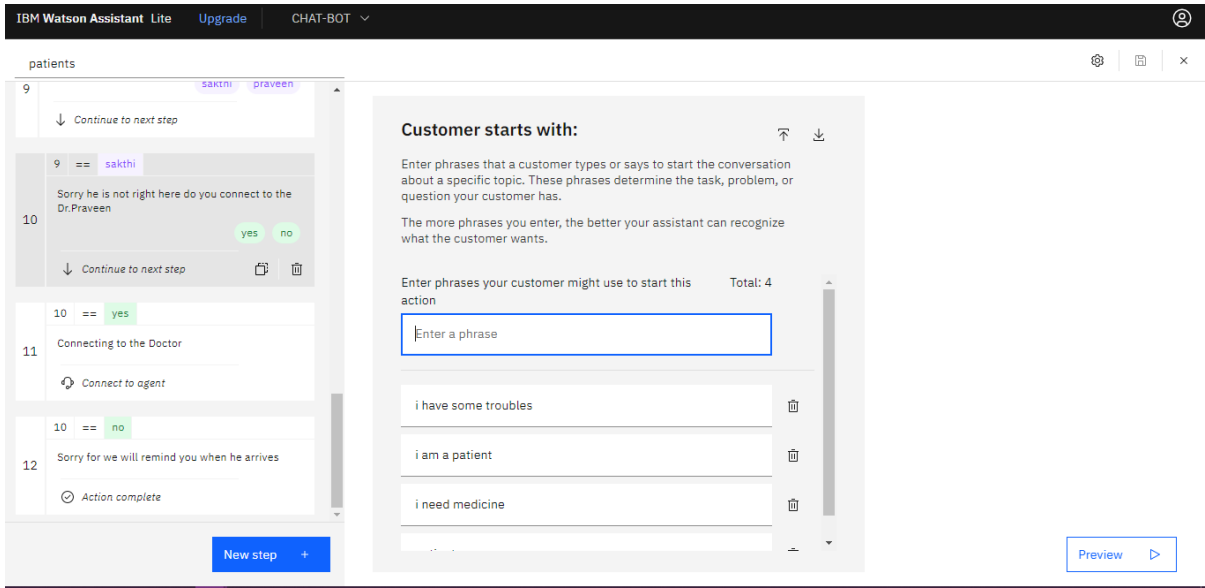 IBM Watson Assistant Lite Upgrade CHAT-BOT
patients
9 sakthi praveen
Continue to next step
9 == sakthi
Sorry he is not right here do you connect to the
Dr.Praveen
10
yes no
Continue to next step
10 == yes
Connecting to the Doctor
11
Connect to agent
10 == no
Sorry for we will remind you when he arrives
12
Action complete
New step +
Customer starts with:
Enter phrases that a customer types or says to start the conversation
about a specific topic. These phrases determine the task, problem, or
question your customer has.
The more phrases you enter, the better your assistant can recognize
what the customer wants.
Enter phrases your customer might use to start this Total: 4
action
Enter a phrase
i have some troubles
i am a patient
i need medicine
Preview